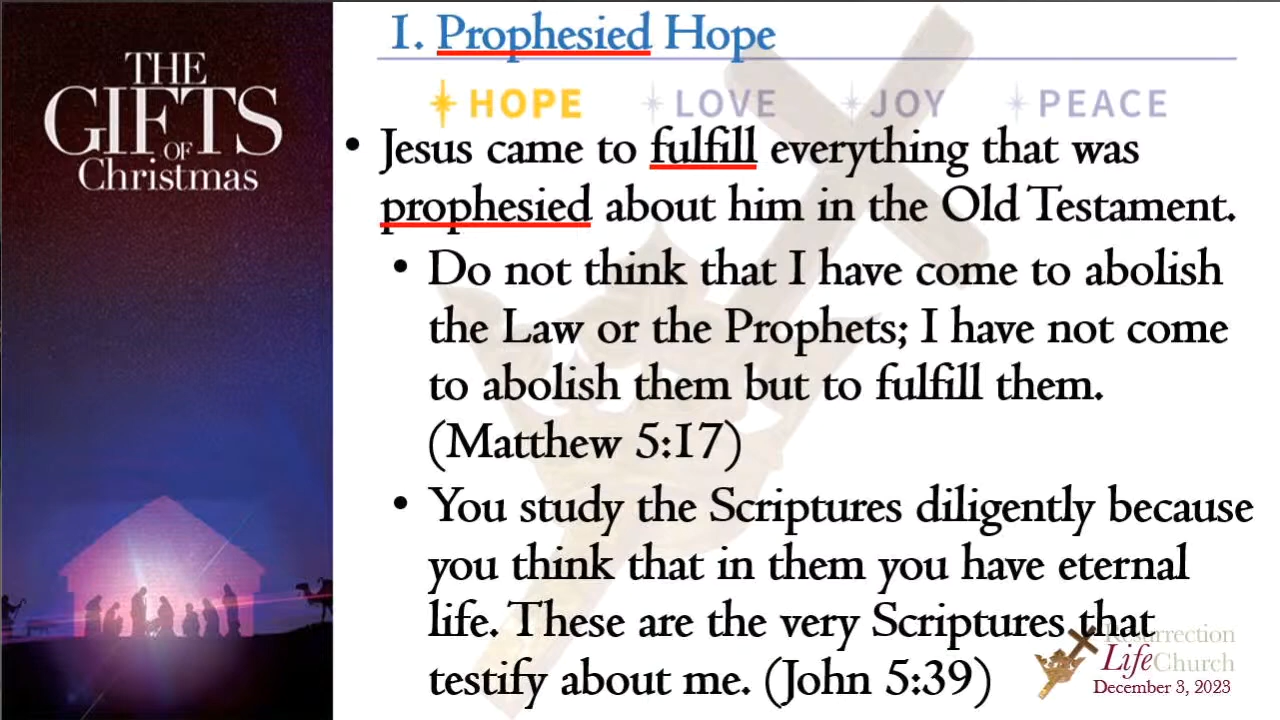 THE
GIFTS
OF
Christmas
1. Prophesied Hope
HOPE LOVE JOY PEACE
• Jesus came to fulfill everything that was
prophesied about him in the Old Testament.
• Do not think that I have come to abolish
the Law or the Prophets; I have not come
to abolish them but to fulfill them.
(Matthew 5:17)
• You study the Scriptures diligently because
you think that in them you have eternal
life. These are the very Scriptures that
testify about me. (John 5:39)
Resurrection
LifeChurch
December 3, 2023